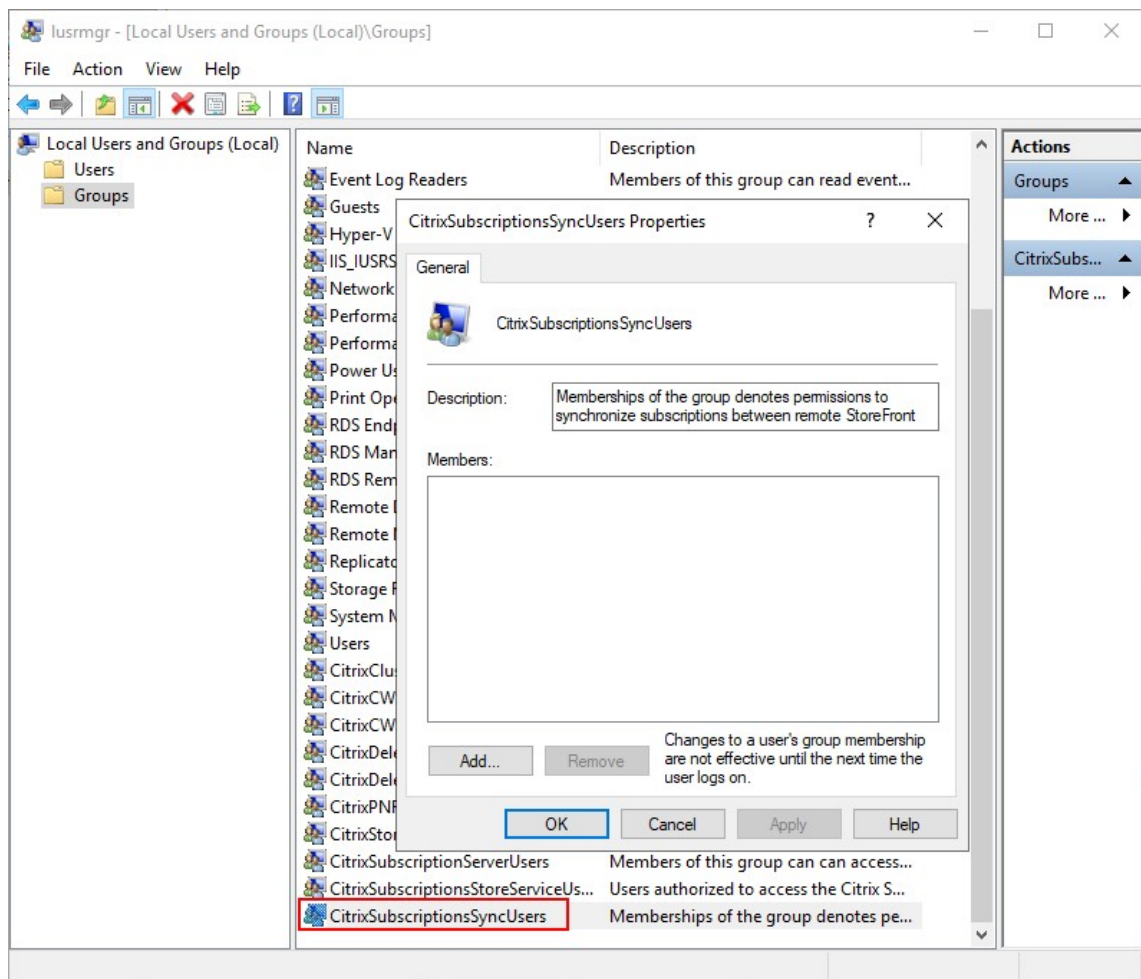 lusrmgr - [Local Users and Groups (Local)\Groups]
File Action View Help
Local Users and Groups (Local)
Users
Groups
Name Description
Event Log Readers Members of this group can read event...
Guests
Hyper-V
IIS_IUSRS
Network
Performa
Performa
Power Us
Print Ope
RDS Endp
RDS Man
RDS Rem
Remote
Remote
Replicato
Storage
System
Users
CitrixClus
CitrixCW
CitrixCW
CitrixDele
CitrixDele
CitrixPNR
CitrixStor
CitrixSubscriptionServerUsers Members of this group can can access...
CitrixSubscriptionsStoreServiceUs... Users authorized to access the Citrix S...
CitrixSubscriptionsSyncUsers Memberships of the group denotes pe...
CitrixSubscriptionsSyncUsers Properties ?
General
CitrixSubscriptionsSyncUsers
Description: Memberships of the group denotes permissions to
synchronize subscriptions between remote StoreFront
Members:
Add... Remove
Changes to a user's group membership
are not effective until the next time the
user logs on.
OK Cancel Apply Help
Actions
Groups
More ...
CitrixSubs...
More ...